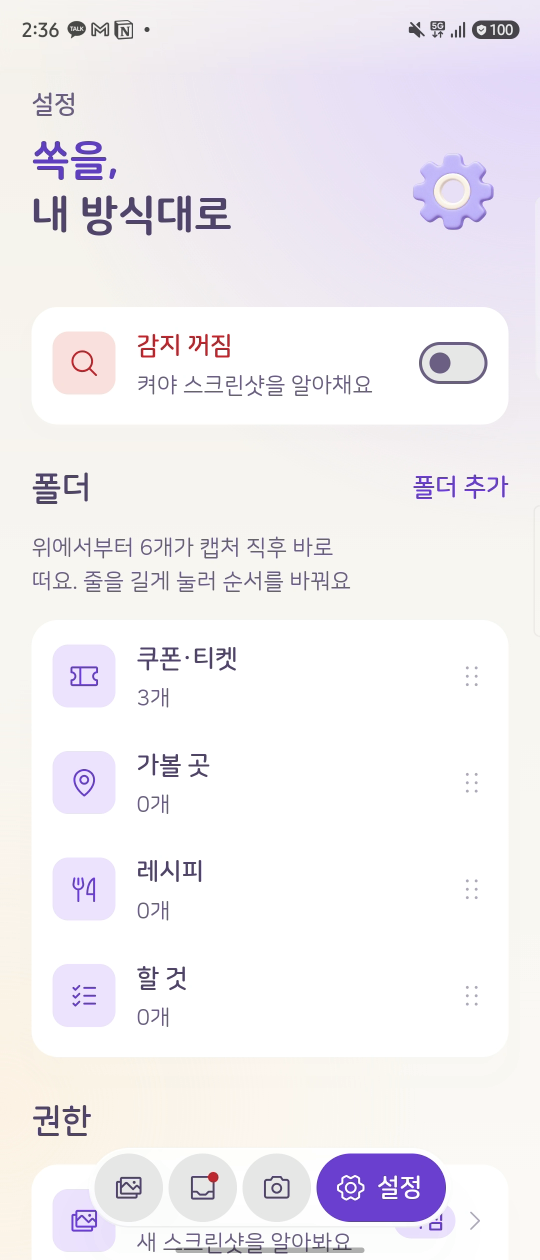 2:36
TALK
N
5G
100
설정
쏙을,
내 방식대로
감지 꺼짐
켜야 스크린샷을 알아채요
폴더
폴더 추가
위에서부터 6개가 캡처 직후 바로
떠요. 줄을 길게 눌러 순서를 바꿔요
쿠폰·티켓
3개
가볼 곳
0개
레시피
0개
할 것
0개
권한
설정
새 스크린샷을 알아봐요